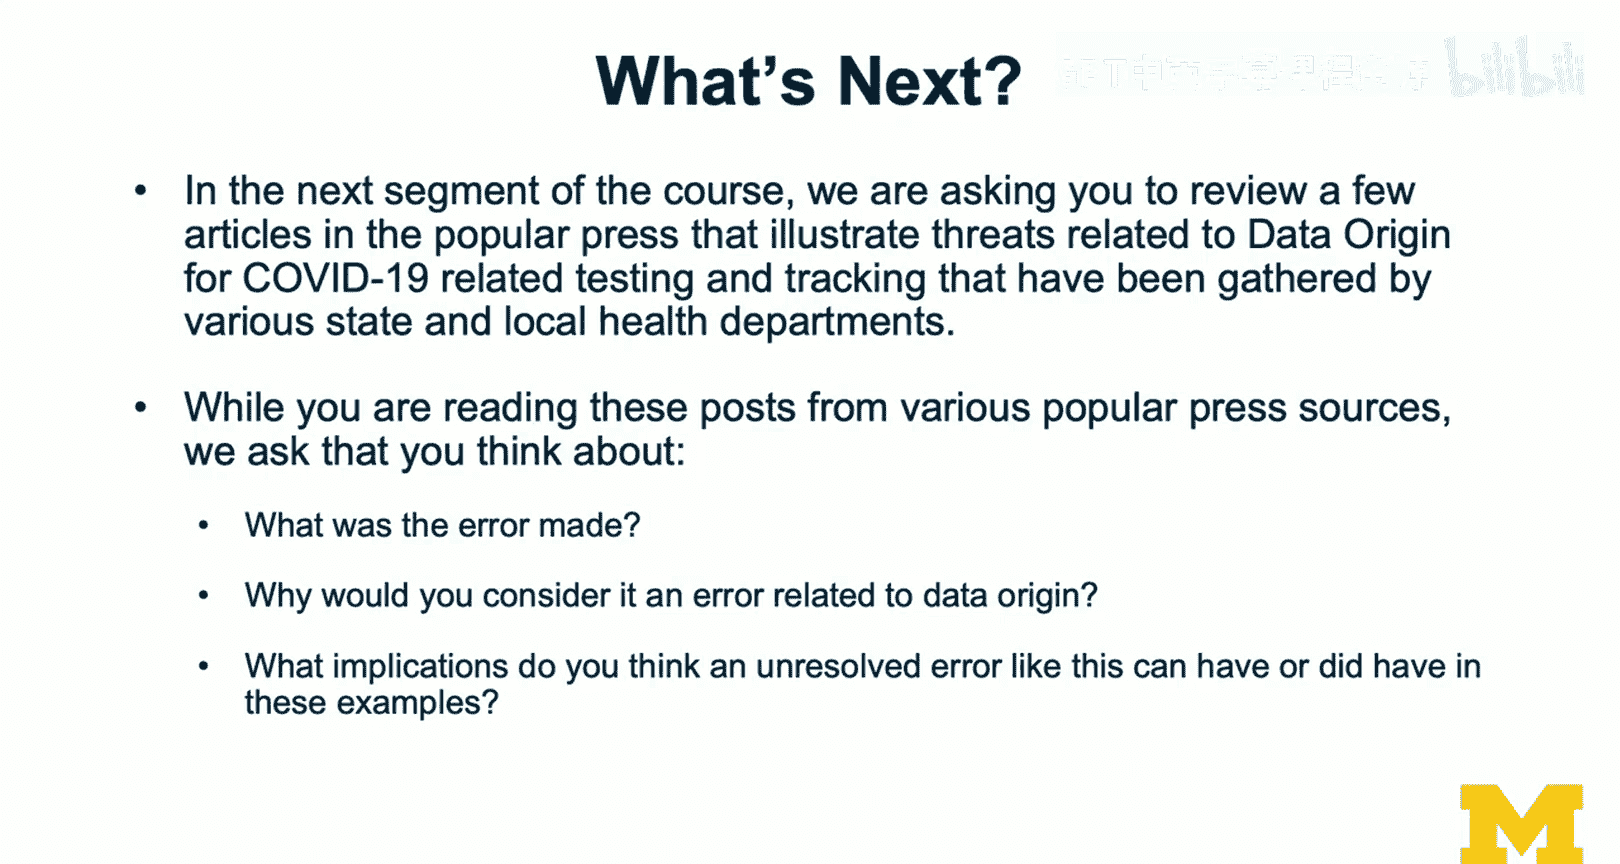 What's Next?
bilibili
• In the next segment of the course, we are asking you to review a few
articles in the popular press that illustrate threats related to Data Origin
for COVID-19 related testing and tracking that have been gathered by
various state and local health departments.
• While you are reading these posts from various popular press sources,
we ask that you think about:
• What was the error made?
• Why would you consider it an error related to data origin?
• What implications do you think an unresolved error like this can have or did have in
these examples?
M